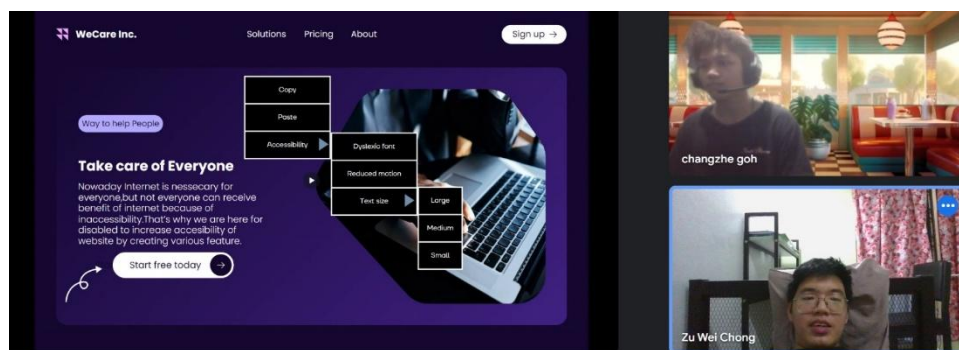 WeCare Inc.
Solutions Pricing About
Sign up →
Copy
Paste
Accessibility
Dyslexic font
Reduced motion
Text size
Large
Medium
Small
Way to help People
Take care of Everyone
Nowaday Internet is nessecary for
everyone,but not everyone can receive
benefit of internet because of
inaccessibility.That's why we are here for
disabled to increase accesibility of
website by creating various feature.
Start free today →
changzhe goh
Zu Wei Chong